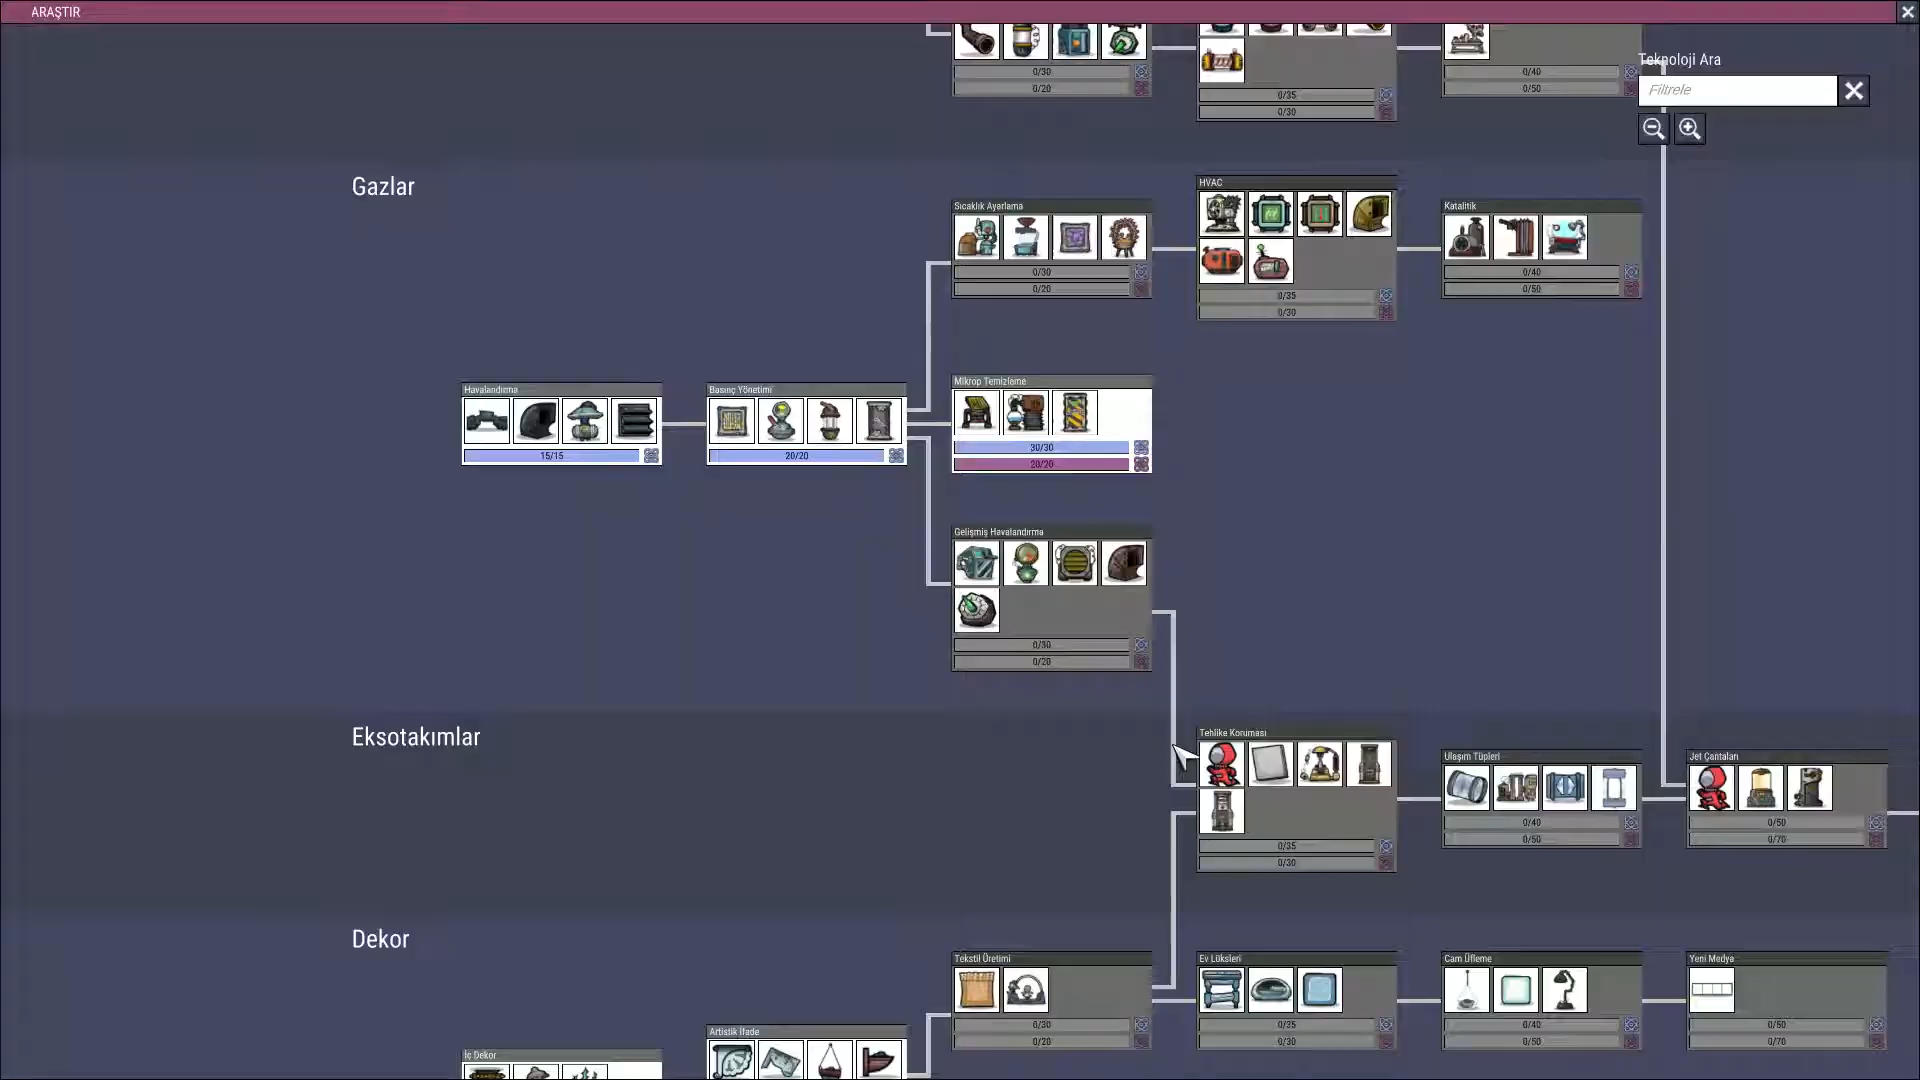 ARAŞTIR
Teknoloji Ara
Filtrele
0/30
0/20
0/35
0/30
0/40
0/50
Gazlar
Sıcaklık Ayarlama
0/30
0/20
HVAC
0/35
0/30
Katalitik
0/40
0/50
Havalandırma
15/15
Basınç Yönetimi
20/20
Mikrop Temizleme
30/30
20/20
Gelişmiş Havalandırma
0/30
0/20
Eksotakımlar
Tehlike Koruması
0/35
0/30
Ulaşım Tüpleri
0/40
0/50
Jet Çantaları
0/50
0/70
Dekor
Tekstil Üretimi
0/30
0/20
Ev Lüksleri
0/35
0/30
Cam Üfleme
0/40
0/50
Yeni Medya
0/50
0/70
Artistik İfade
İç Dekor